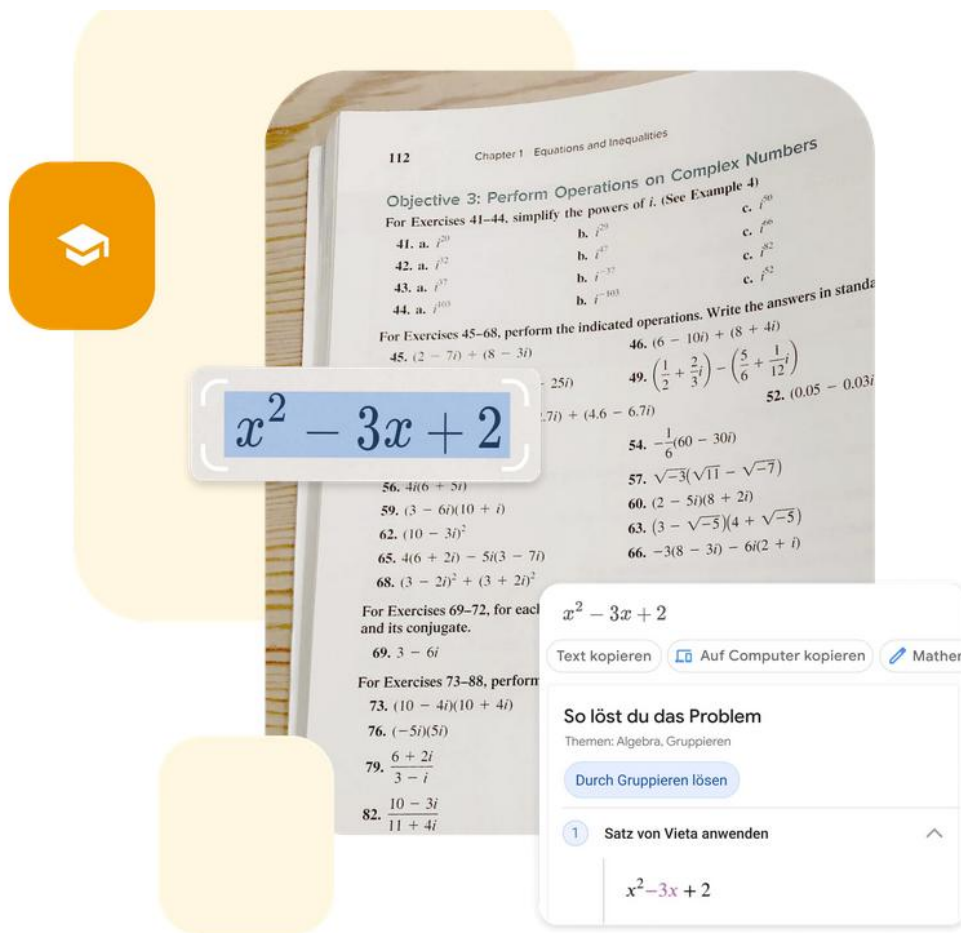 112 Chapter 1 Equations and Inequalities
Objective 3: Perform Operations on Complex Numbers
For Exercises 41–44, simplify the powers of i. (See Example 4)
41. a. i²⁰ b. i²⁹ c. i⁵⁰
42. a. i³² b. i⁴⁷ c. i⁶⁶
43. a. i³⁷ b. i⁻³⁷ c. i⁸²
44. a. i¹⁰³ b. i⁻¹⁰³ c. i⁵²
For Exercises 45–68, perform the indicated operations. Write the answers in standa
45. (2 − 7i) + (8 − 3i) 46. (6 − 10i) + (8 + 4i)
25i) 49. (1/2 + 2/3 i) − (5/6 + 1/12 i)
.7i) + (4.6 − 6.7i) 52. (0.05 − 0.03i
x² − 3x + 2
54. −1/6(60 − 30i)
56. 4i(6 + 5i) 57. √−3(√11 − √−7)
59. (3 − 6i)(10 + i) 60. (2 − 5i)(8 + 2i)
62. (10 − 3i)² 63. (3 − √−5)(4 + √−5)
65. 4(6 + 2i) − 5i(3 − 7i) 66. −3(8 − 3i) − 6i(2 + i)
68. (3 − 2i)² + (3 + 2i)²
For Exercises 69–72, for each
and its conjugate.
69. 3 − 6i
For Exercises 73–88, perform
73. (10 − 4i)(10 + 4i)
76. (−5i)(5i)
79. (6 + 2i)/(3 − i)
82. (10 − 3i)/(11 + 4i)
x² − 3x + 2
Text kopieren Auf Computer kopieren Mather
So löst du das Problem
Themen: Algebra, Gruppieren
Durch Gruppieren lösen
1 Satz von Vieta anwenden
x²−3x + 2